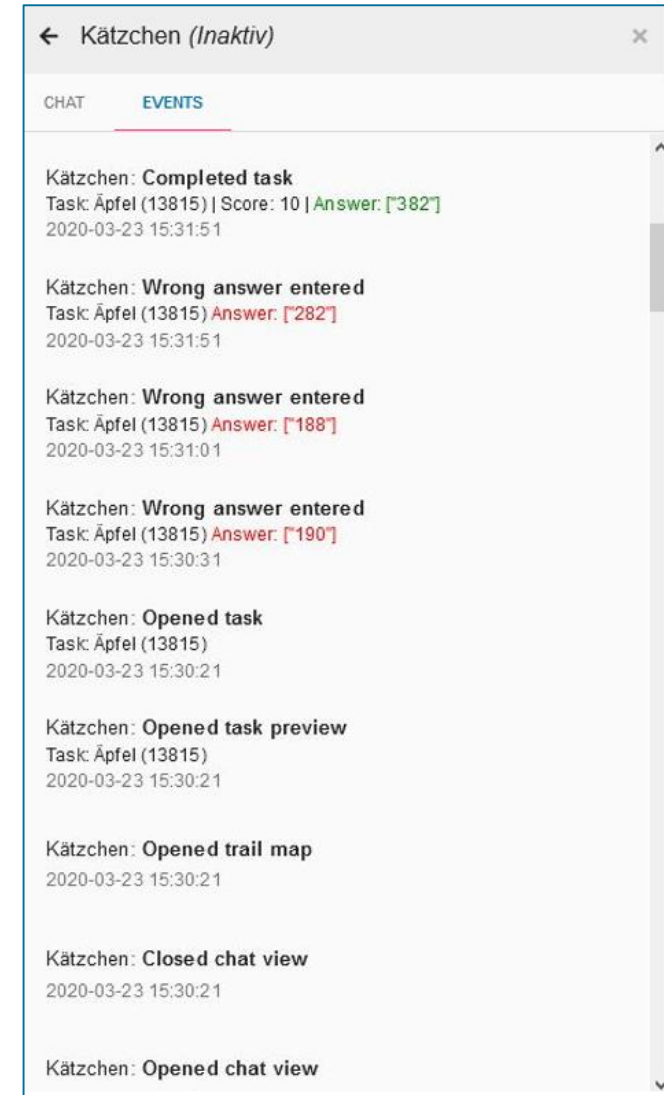 ← Kätzchen (Inaktiv) ×
CHAT EVENTS
Kätzchen: Completed task
Task: Äpfel (13815) | Score: 10 | Answer: ["382"]
2020-03-23 15:31:51
Kätzchen: Wrong answer entered
Task: Äpfel (13815) Answer: ["282"]
2020-03-23 15:31:51
Kätzchen: Wrong answer entered
Task: Äpfel (13815) Answer: ["188"]
2020-03-23 15:31:01
Kätzchen: Wrong answer entered
Task: Äpfel (13815) Answer: ["190"]
2020-03-23 15:30:31
Kätzchen: Opened task
Task: Äpfel (13815)
2020-03-23 15:30:21
Kätzchen: Opened task preview
Task: Äpfel (13815)
2020-03-23 15:30:21
Kätzchen: Opened trail map
2020-03-23 15:30:21
Kätzchen: Closed chat view
2020-03-23 15:30:21
Kätzchen: Opened chat view